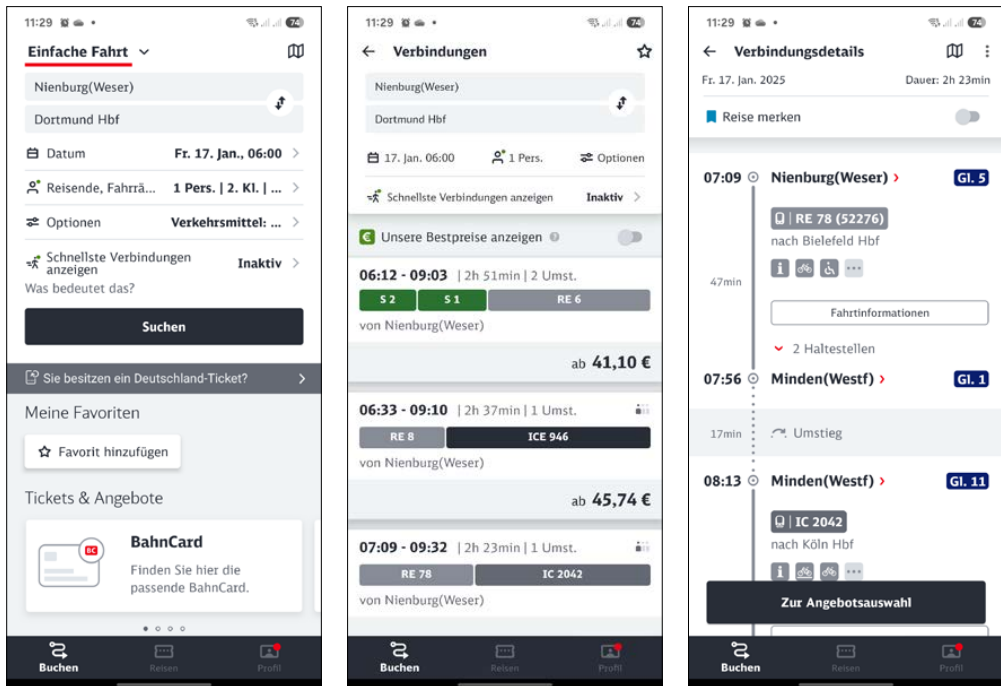 11:29
74
Einfache Fahrt
Nienburg(Weser)
Dortmund Hbf
Datum Fr. 17. Jan., 06:00
Reisende, Fahrrä... 1 Pers. | 2. Kl. | ...
Optionen Verkehrsmittel: ...
Schnellste Verbindungen
anzeigen
Inaktiv
Was bedeutet das?
Suchen
Sie besitzen ein Deutschland-Ticket?
Meine Favoriten
Favorit hinzufügen
Tickets & Angebote
BC
BahnCard
Finden Sie hier die
passende BahnCard.
Buchen Reisen Profil
11:29
74
Verbindungen
Nienburg(Weser)
Dortmund Hbf
17. Jan. 06:00 1 Pers. Optionen
Schnellste Verbindungen anzeigen Inaktiv
€ Unsere Bestpreise anzeigen
06:12 - 09:03 | 2h 51min | 2 Umst.
S 2 S 1 RE 6
von Nienburg(Weser)
ab 41,10 €
06:33 - 09:10 | 2h 37min | 1 Umst.
RE 8 ICE 946
von Nienburg(Weser)
ab 45,74 €
07:09 - 09:32 | 2h 23min | 1 Umst.
RE 78 IC 2042
von Nienburg(Weser)
Buchen Reisen Profil
11:29
74
Verbindungsdetails
Fr. 17. Jan. 2025 Dauer: 2h 23min
Reise merken
07:09 Nienburg(Weser) Gl. 5
RE 78 (52276)
nach Bielefeld Hbf
47min
Fahrtinformationen
2 Haltestellen
07:56 Minden(Westf) Gl. 1
17min Umstieg
08:13 Minden(Westf) Gl. 11
IC 2042
nach Köln Hbf
Zur Angebotsauswahl
Buchen Reisen Profil